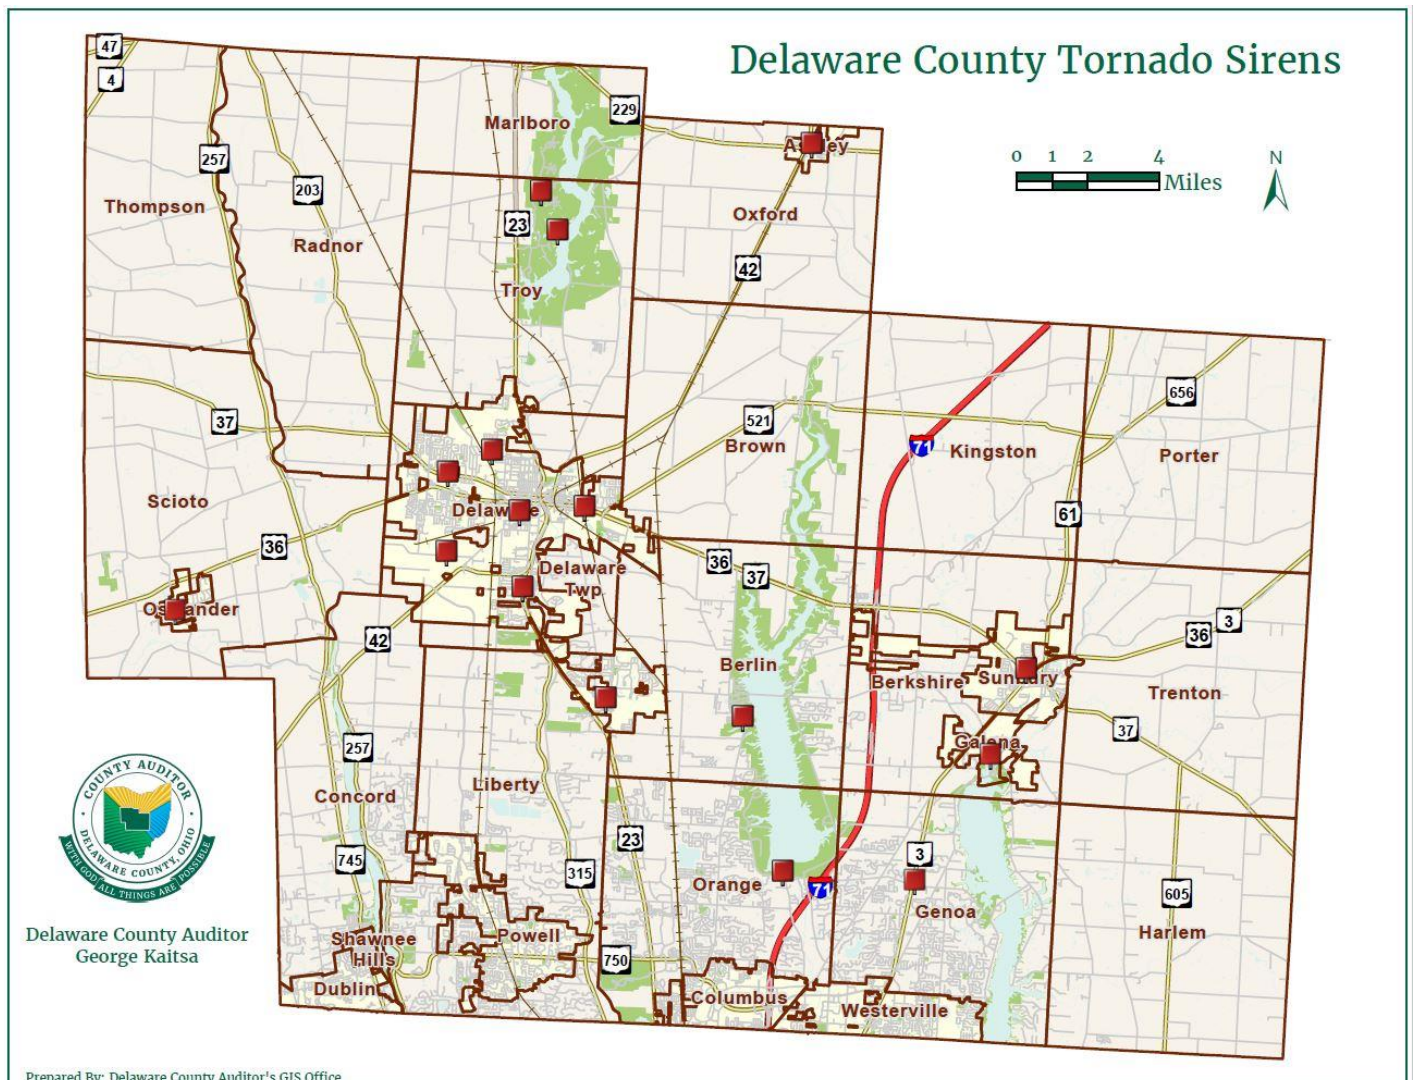 Delaware County Tornado Sirens
0 1 2 4
Miles
N
47
4
229
257
203
23
42
Marlboro
Thompson
Radnor
Oxford
Troy
37
521
656
71
Brown
Kingston
Porter
Scioto
Delaware
61
36
36
37
Delaware
Twp
3
36
42
Berlin
Berkshire
Trenton
37
257
Galena
Liberty
Concord
23
745
315
3
71
Orange
Genoa
605
Harlem
Shawnee
Hills
Powell
750
Dublin
Columbus
Westerville
COUNTY AUDITOR
DELAWARE COUNTY, OHIO
WITH GOD ALL THINGS ARE POSSIBLE
Delaware County Auditor
George Kaitsa
Prepared By: Delaware County Auditor's GIS Office